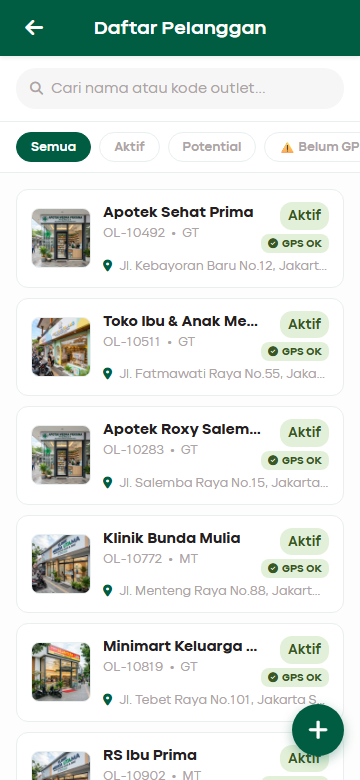 Daftar Pelanggan
Cari nama atau kode outlet...
Semua
Aktif
Potential
⚠ Belum GP
Apotek Sehat Prima
Aktif
OL-10492 • GT
GPS OK
Jl. Kebayoran Baru No.12, Jakart...
Toko Ibu & Anak Me...
Aktif
OL-10511 • GT
GPS OK
Jl. Fatmawati Raya No.55, Jaka...
Apotek Roxy Salem...
Aktif
OL-10283 • GT
GPS OK
Jl. Salemba Raya No.15, Jakarta...
Klinik Bunda Mulia
Aktif
OL-10772 • MT
GPS OK
Jl. Menteng Raya No.88, Jakart...
Minimart Keluarga ...
Aktif
OL-10819 • GT
GPS OK
Jl. Tebet Raya No.101, Jakarta S...
RS Ibu Prima
Aktif
OL-10902 • MT